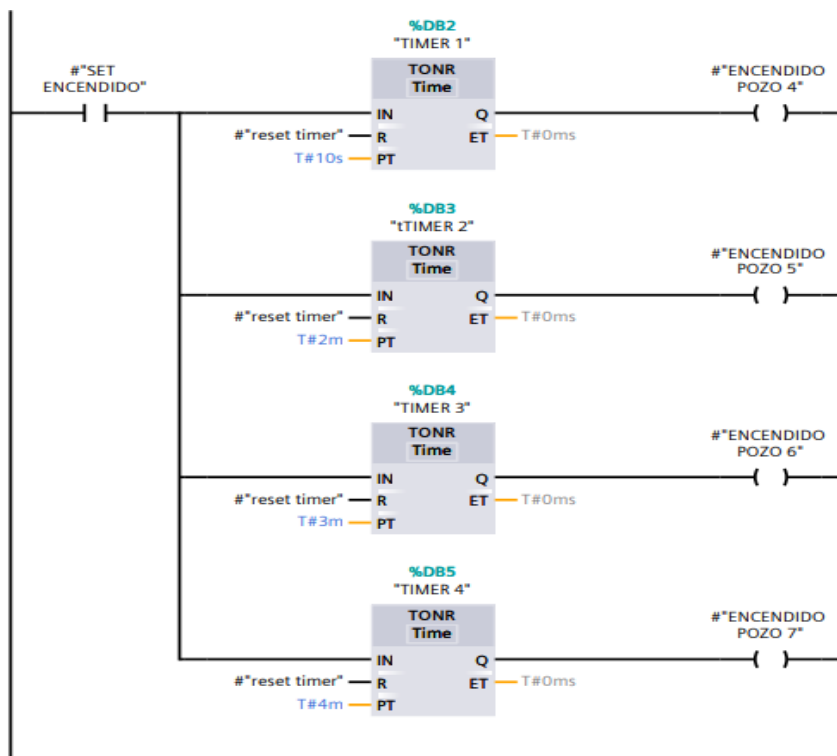 %DB2
"TIMER 1"
#"SET
ENCENDIDO"
TONR
Time
#"ENCENDIDO
POZO 4"
IN
Q
#"reset timer"
R
ET
T#0ms
T#10s
PT
%DB3
"tTIMER 2"
TONR
Time
#"ENCENDIDO
POZO 5"
IN
Q
#"reset timer"
R
ET
T#0ms
T#2m
PT
%DB4
"TIMER 3"
TONR
Time
#"ENCENDIDO
POZO 6"
IN
Q
#"reset timer"
R
ET
T#0ms
T#3m
PT
%DB5
"TIMER 4"
TONR
Time
#"ENCENDIDO
POZO 7"
IN
Q
#"reset timer"
R
ET
T#0ms
T#4m
PT